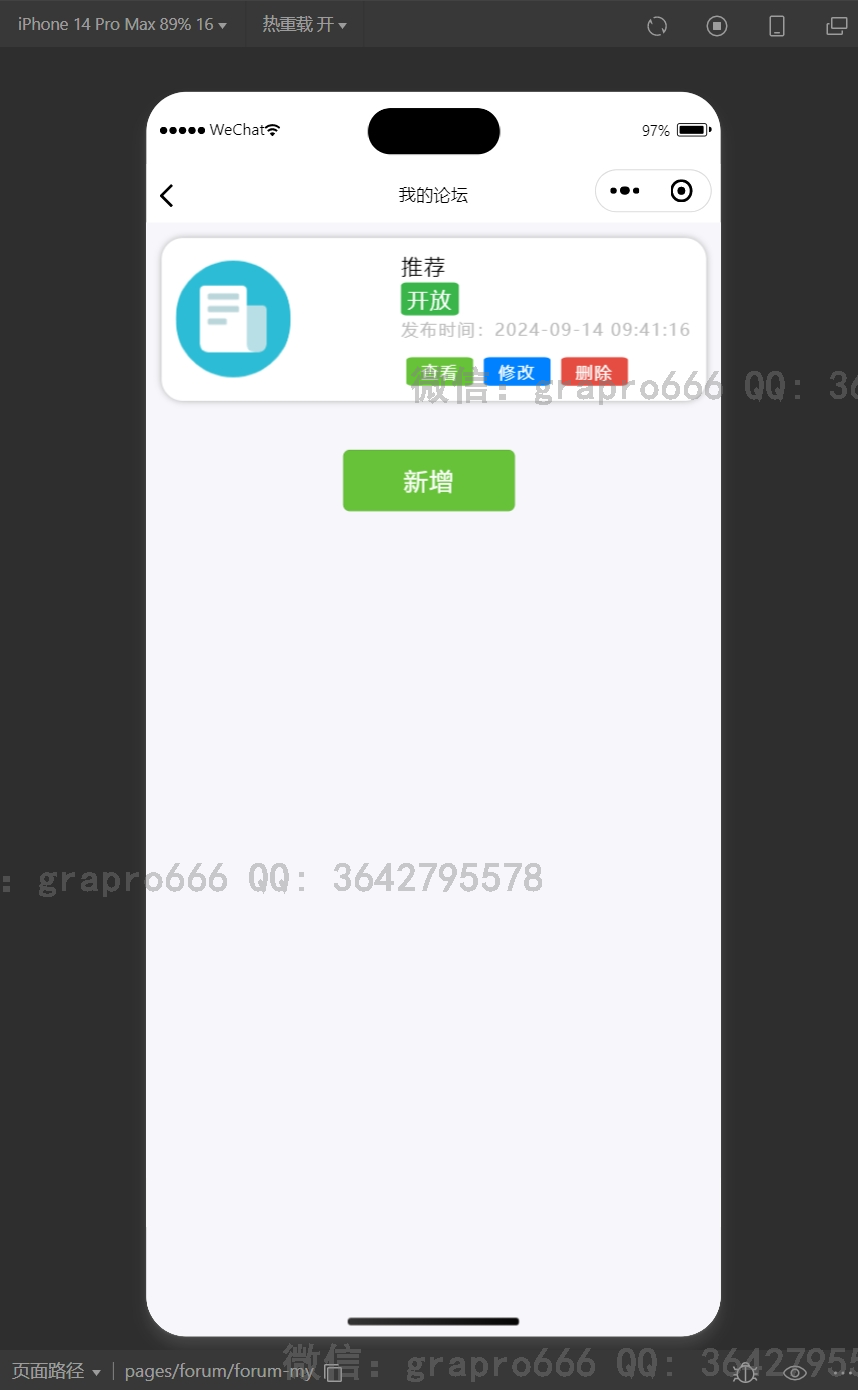 iPhone 14 Pro Max 89% 16
热重载 开
WeChat
97%
我的论坛
推荐
开放
发布时间：2024-09-14 09:41:16
查看
修改
删除
微信：grapro666 QQ：36
新增
：grapro666 QQ：3642795578
微信：grapro666 QQ：36427955
页面路径
pages/forum/forum-my